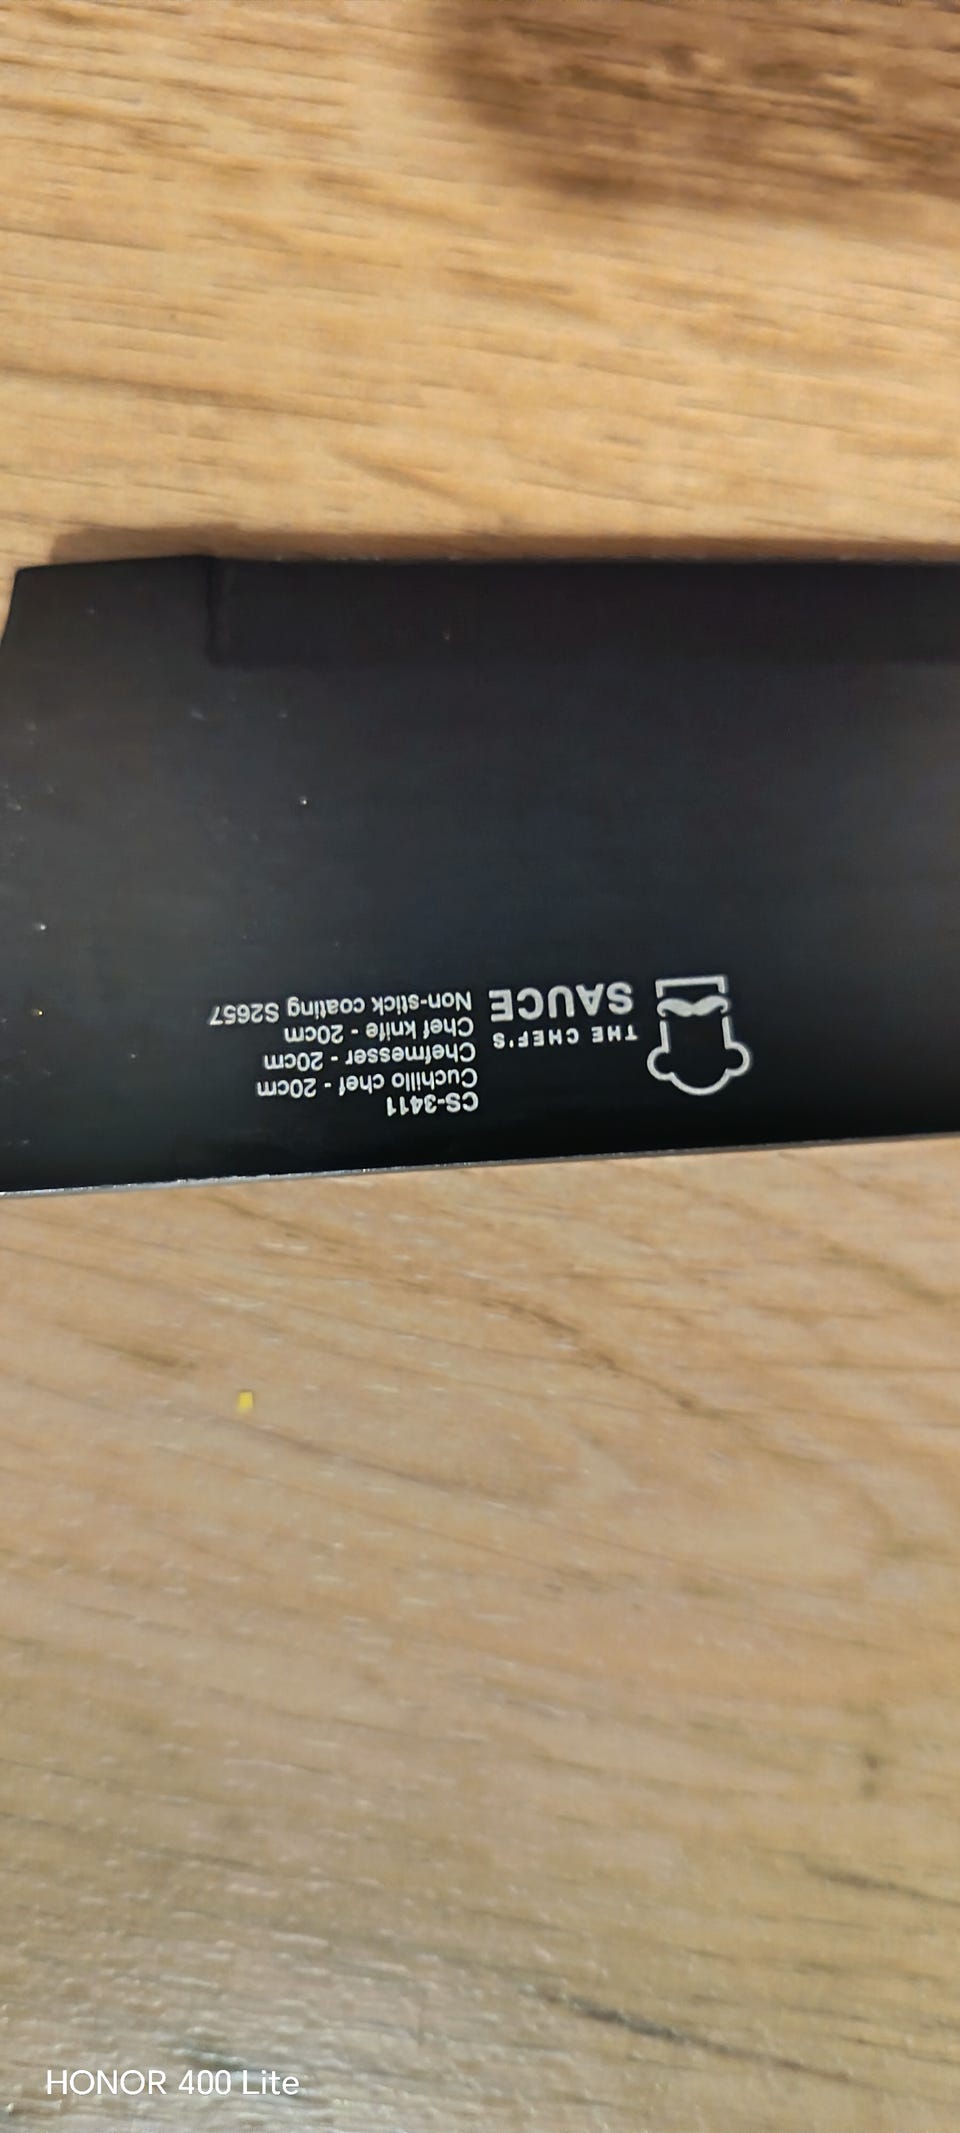 THE CHEF'S
SAUCE
CS-3411
Cuchillo chef - 20cm
Chefmesser - 20cm
Chef knife - 20cm
Non-stick coating S2657
HONOR 400 Lite